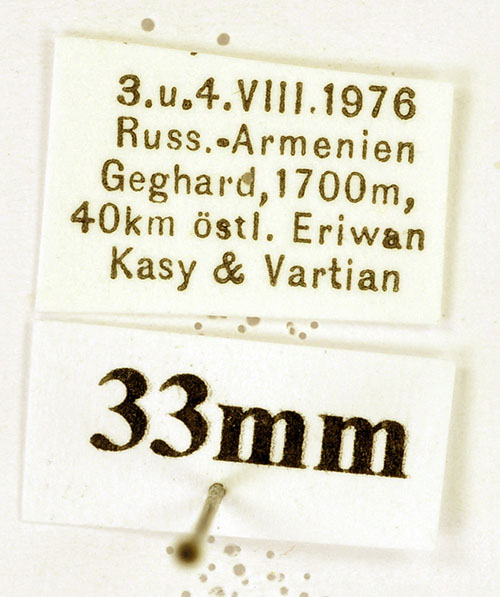 3.u.4.VIII.1976
Russ.-Armenien
Geghard,1700m,
40km östl. Eriwan
Kasy & Vartian
33mm